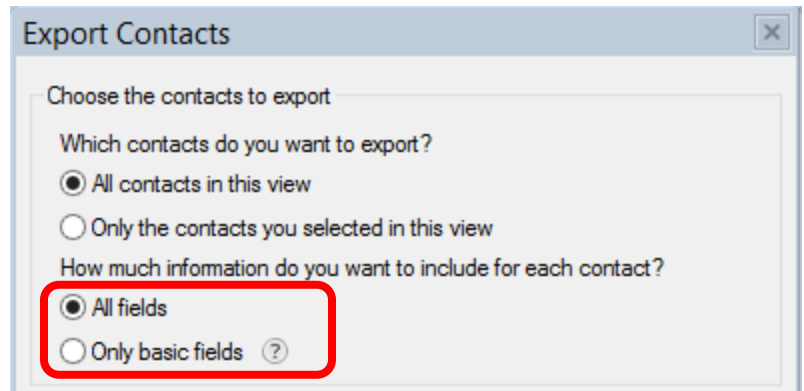 Export Contacts
Choose the contacts to export
Which contacts do you want to export?
All contacts in this view
Only the contacts you selected in this view
How much information do you want to include for each contact?
All fields
Only basic fields ?